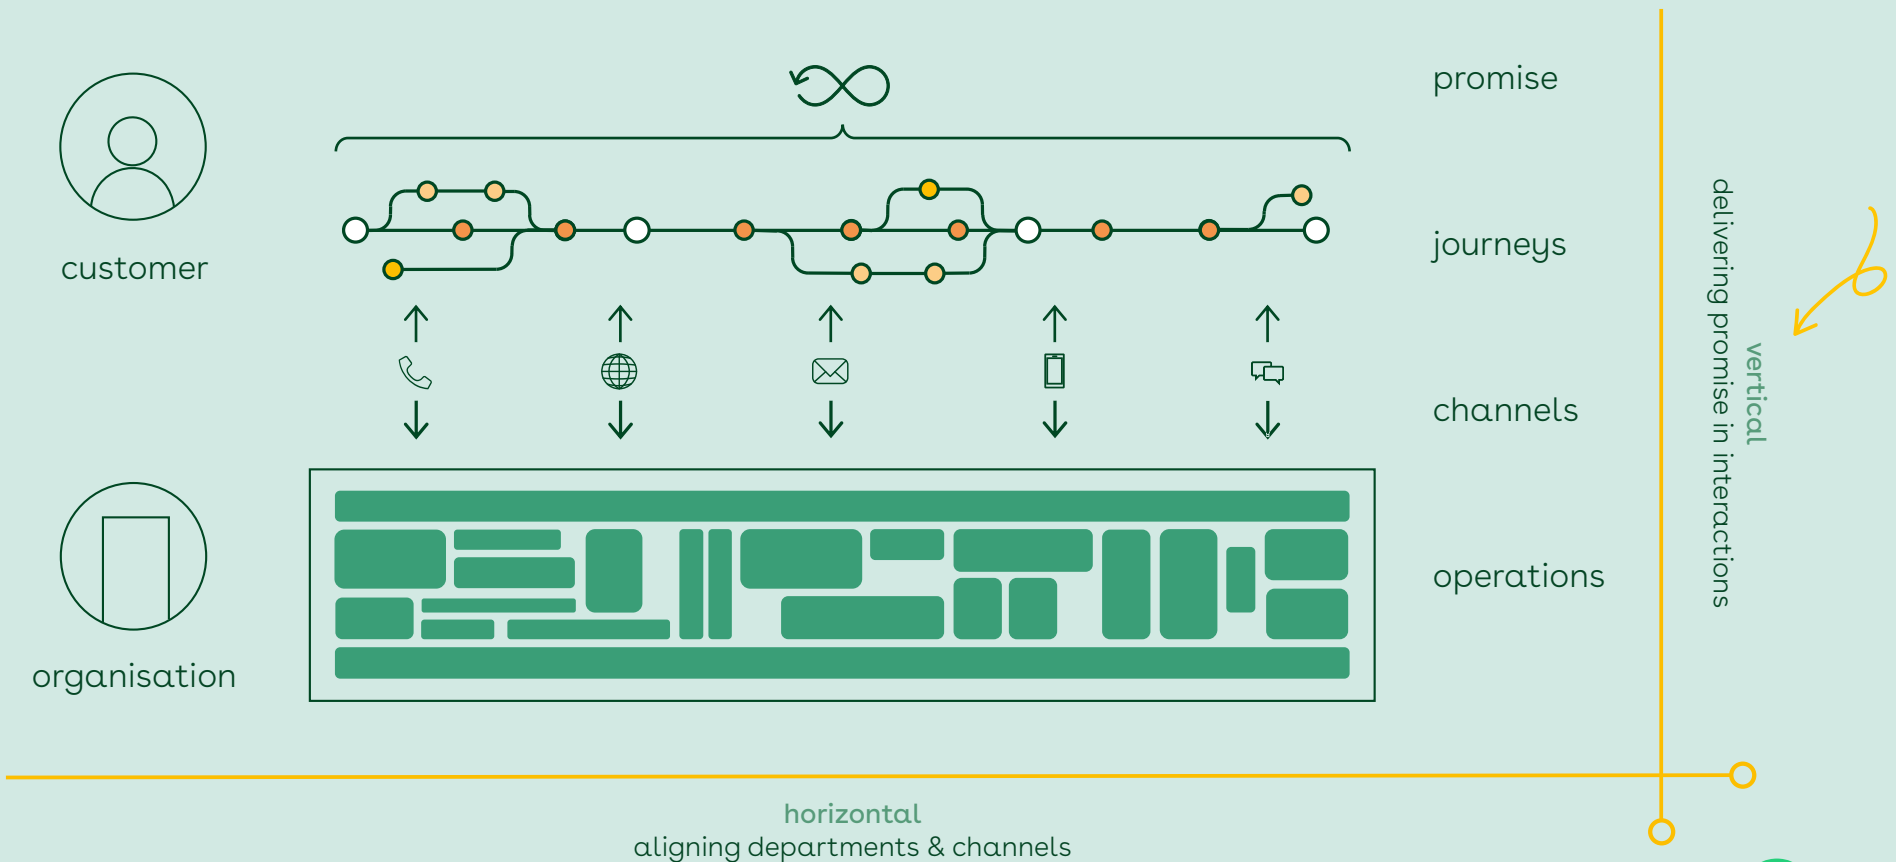 promise
customer
journeys
channels
organisation
operations
vertical
delivering promise in interactions
horizontal
aligning departments & channels